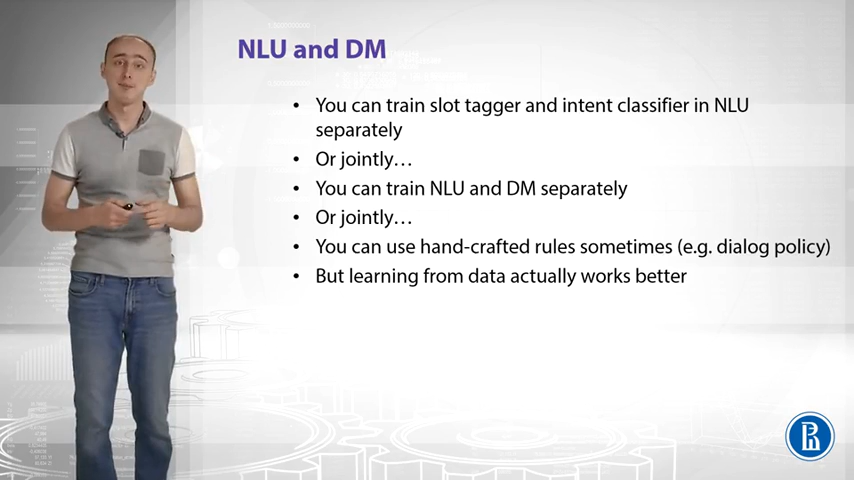 NLU and DM
• You can train slot tagger and intent classifier in NLU
separately
• Or jointly…
• You can train NLU and DM separately
• Or jointly…
• You can use hand-crafted rules sometimes (e.g. dialog policy)
• But learning from data actually works better